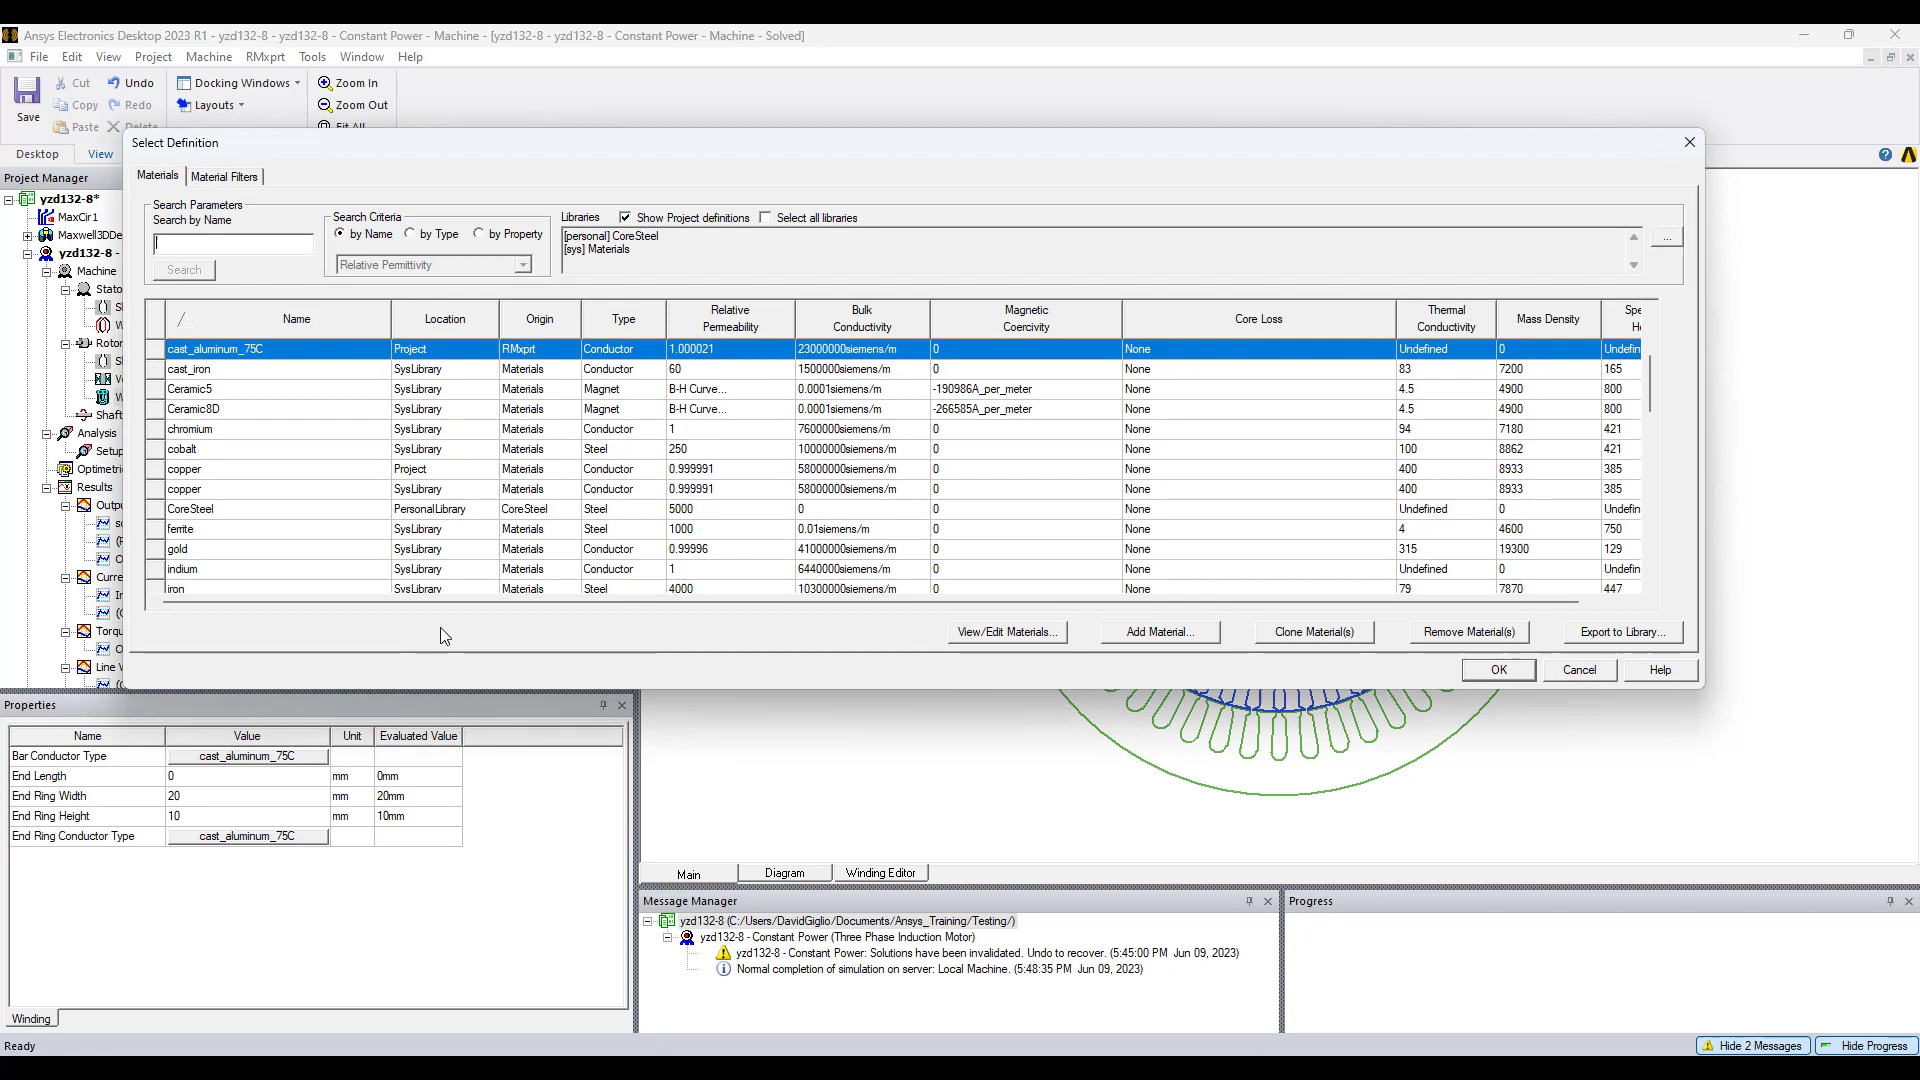 Ansys Electronics Desktop 2023 R1 - yzd132-8 - yzd132-8 - Constant Power - Machine - [yzd132-8 - yzd132-8 - Constant Power - Machine - Solved]
File Edit View Project Machine RMxprt Tools Window Help
Save Cut Undo Docking Windows Zoom In
Copy Redo Layouts Zoom Out
Paste Delete Fit All
Desktop View
Select Definition
Materials Material Filters
Search Parameters
Search by Name
Search
Search Criteria
by Name by Type by Property
Relative Permittivity
Libraries Show Project definitions Select all libraries
[personal] CoreSteel
[sys] Materials
...
Name Location Origin Type Relative Permeability Bulk Conductivity Magnetic Coercivity Core Loss Thermal Conductivity Mass Density
cast_aluminum_75C Project RMxprt Conductor 1.000021 23000000siemens/m 0 None Undefined 0 Undefin
cast_iron SysLibrary Materials Conductor 60 1500000siemens/m 0 None 83 7200 165
Ceramic5 SysLibrary Materials Magnet B-H Curve... 0.0001siemens/m -190986A_per_meter None 4.5 4900 800
Ceramic8D SysLibrary Materials Magnet B-H Curve... 0.0001siemens/m -266585A_per_meter None 4.5 4900 800
chromium SysLibrary Materials Conductor 1 7600000siemens/m 0 None 94 7180 421
cobalt SysLibrary Materials Steel 250 10000000siemens/m 0 None 100 8862 421
copper Project Materials Conductor 0.999991 58000000siemens/m 0 None 400 8933 385
copper SysLibrary Materials Conductor 0.999991 58000000siemens/m 0 None 400 8933 385
CoreSteel PersonalLibrary CoreSteel Steel 5000 0 0 None Undefined 0 Undefin
ferrite SysLibrary Materials Steel 1000 0.01siemens/m 0 None 4 4600 750
gold SysLibrary Materials Conductor 0.99996 41000000siemens/m 0 None 315 19300 129
indium SysLibrary Materials Conductor 1 6440000siemens/m 0 None Undefined 0 Undefin
iron SysLibrary Materials Steel 4000 10300000siemens/m 0 None 79 7870 447
View/Edit Materials... Add Material... Clone Material(s) Remove Material(s) Export to Library...
OK Cancel Help
Project Manager
yzd132-8*
MaxCir1
Maxwell3DDe
yzd132-8 -
Machine
Stato
Rotor
Shaft
Analysis
Setup
Optimetri
Results
Outpu
Curre
Torqu
Line V
Properties
Name Value Unit Evaluated Value
Bar Conductor Type cast_aluminum_75C
End Length 0 mm 0mm
End Ring Width 20 mm 20mm
End Ring Height 10 mm 10mm
End Ring Conductor Type cast_aluminum_75C
Winding
Main Diagram Winding Editor
Message Manager
yzd132-8 (C:/Users/DavidGiglio/Documents/Ansys_Training/Testing/)
yzd132-8 - Constant Power (Three Phase Induction Motor)
yzd132-8 - Constant Power: Solutions have been invalidated. Undo to recover. (5:45:00 PM Jun 09, 2023)
Normal completion of simulation on server: Local Machine. (5:48:35 PM Jun 09, 2023)
Progress
Ready
Hide 2 Messages Hide Progress